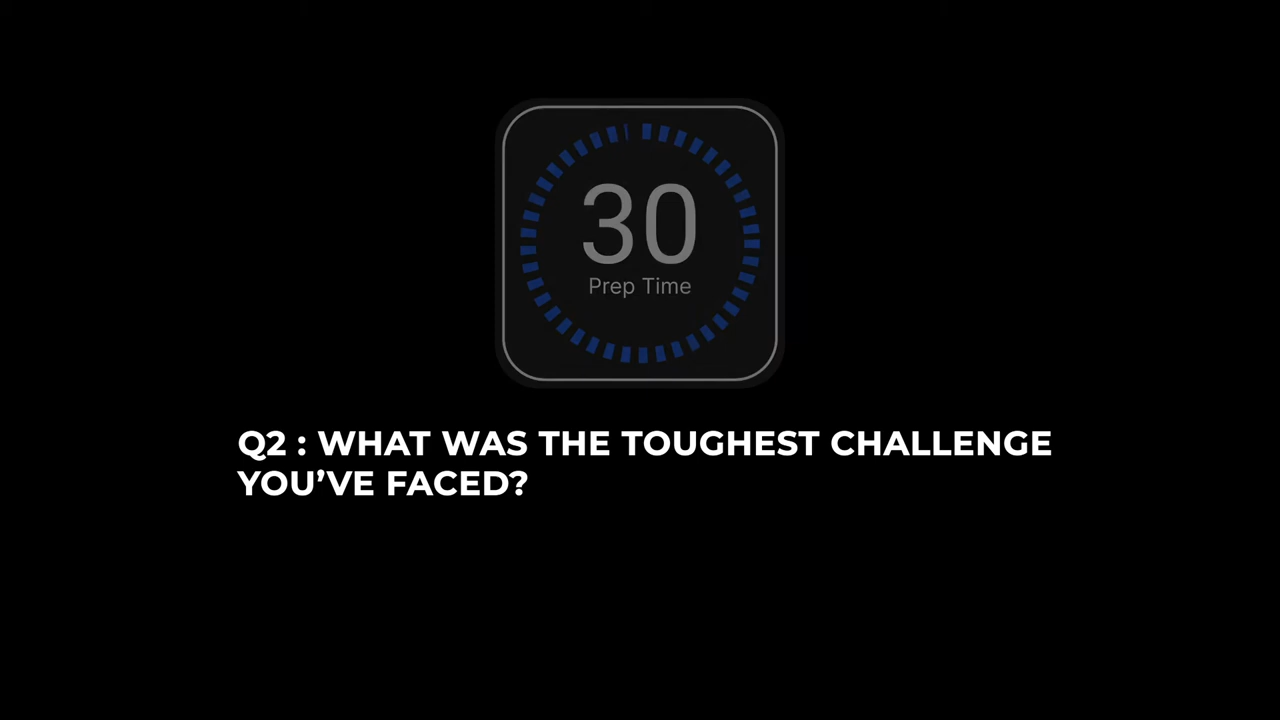 30
Prep Time
Q2 : WHAT WAS THE TOUGHEST CHALLENGE
YOU’VE FACED?